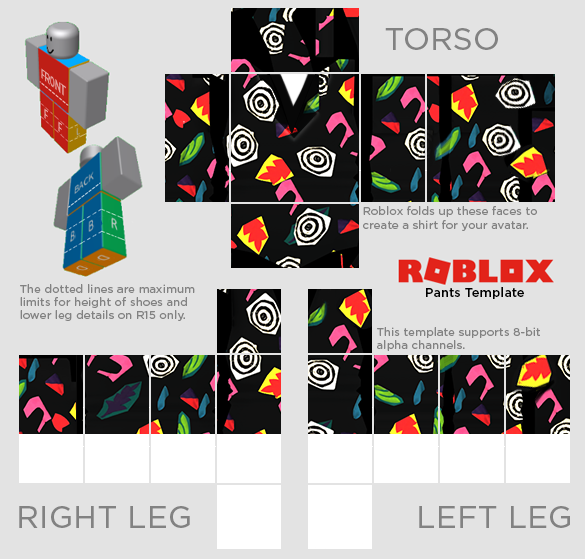 TORSO
FRONT
F
F
L
BACK
B
B
R
Roblox folds up these faces to
create a shirt for your avatar.
ROBLOX
Pants Template
The dotted lines are maximum
limits for height of shoes and
lower leg details on R15 only.
This template supports 8-bit
alpha channels.
RIGHT LEG
LEFT LEG